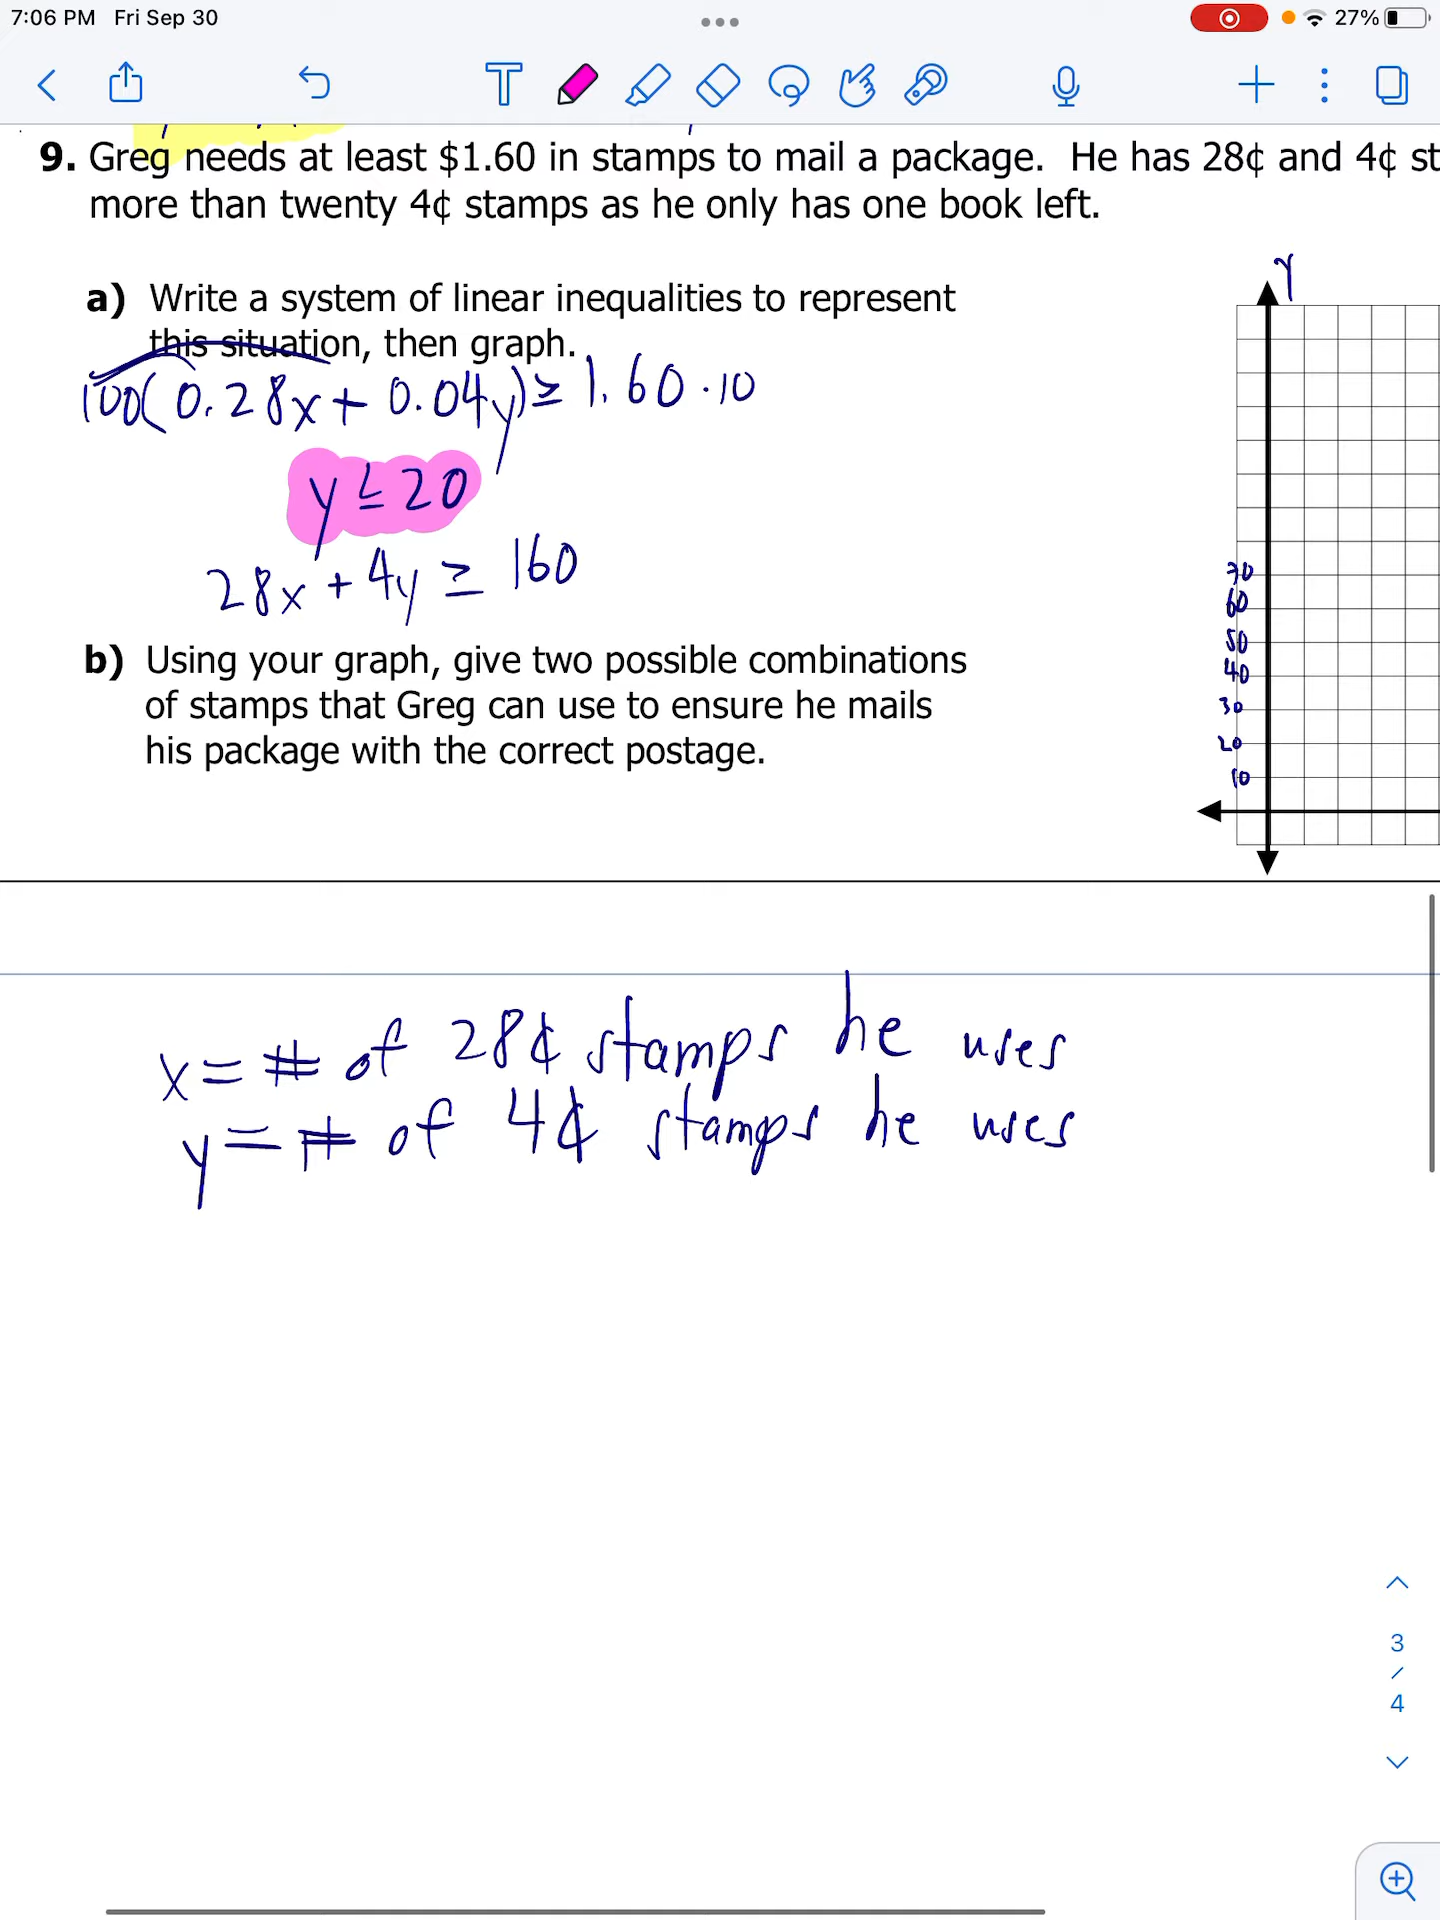 7:06 PM Fri Sep 30
27%
9. Greg needs at least $1.60 in stamps to mail a package. He has 28¢ and 4¢ st
more than twenty 4¢ stamps as he only has one book left.
Y
a) Write a system of linear inequalities to represent
this situation, then graph.
100(0.28x + 0.04y) ≥ 1.60 · 10
y ≤ 20
28x + 4y ≥ 160
70
60
50
40
30
20
10
b) Using your graph, give two possible combinations
of stamps that Greg can use to ensure he mails
his package with the correct postage.
x = # of 28¢ stamps he uses
y = # of 4¢ stamps he uses
3
/
4